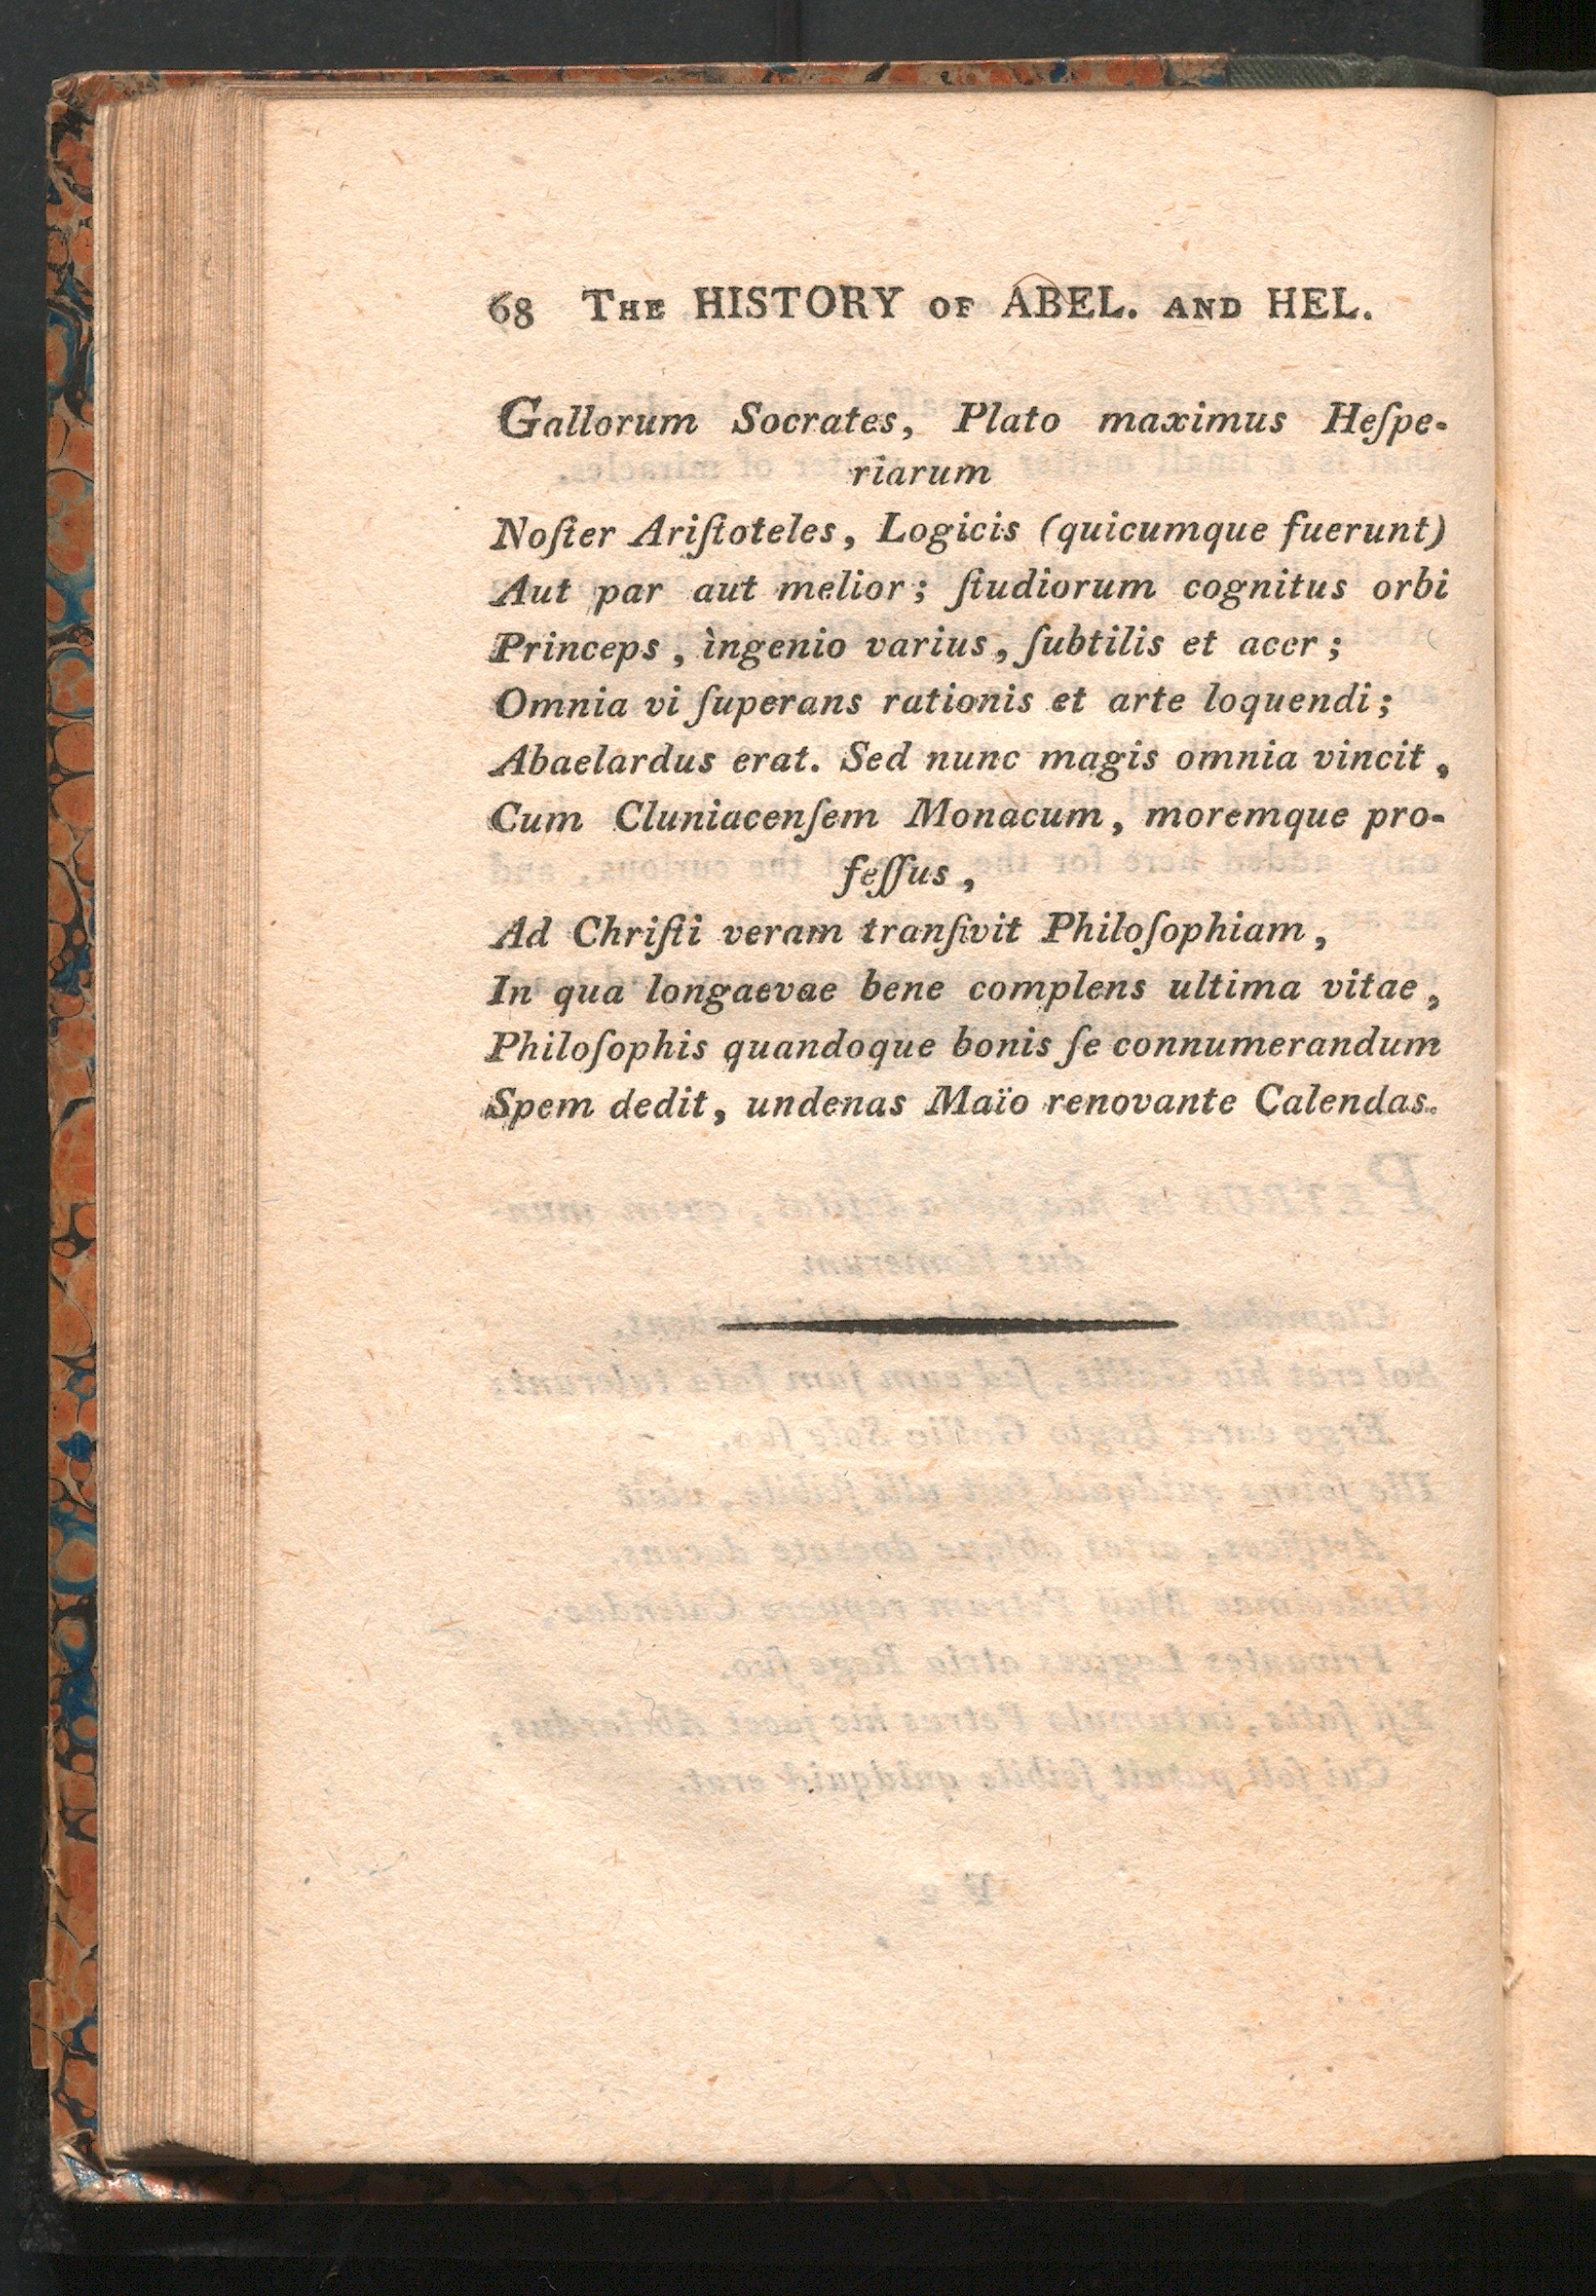 68 THE HISTORY OF ABEL. AND HEL.
Gallorum Socrates, Plato maximus Heſpe-
riarum
Noſter Ariſtoteles, Logicis (quicumque fuerunt)
Aut par aut melior; ſtudiorum cognitus orbi
Princeps, ìngenio varius, ſubtilis et acer;
Omnia vi ſuperans rationis et arte loquendi;
Abaelardus erat. Sed nunc magis omnia vincit,
Cum Cluniacenſem Monacum, moremque pro-
feſſus,
Ad Chriſti veram tranſivit Philoſophiam,
In qua longaevae bene complens ultima vitae,
Philoſophis quandoque bonis ſe connumerandum
Spem dedit, undenas Maïo renovante Calendas.